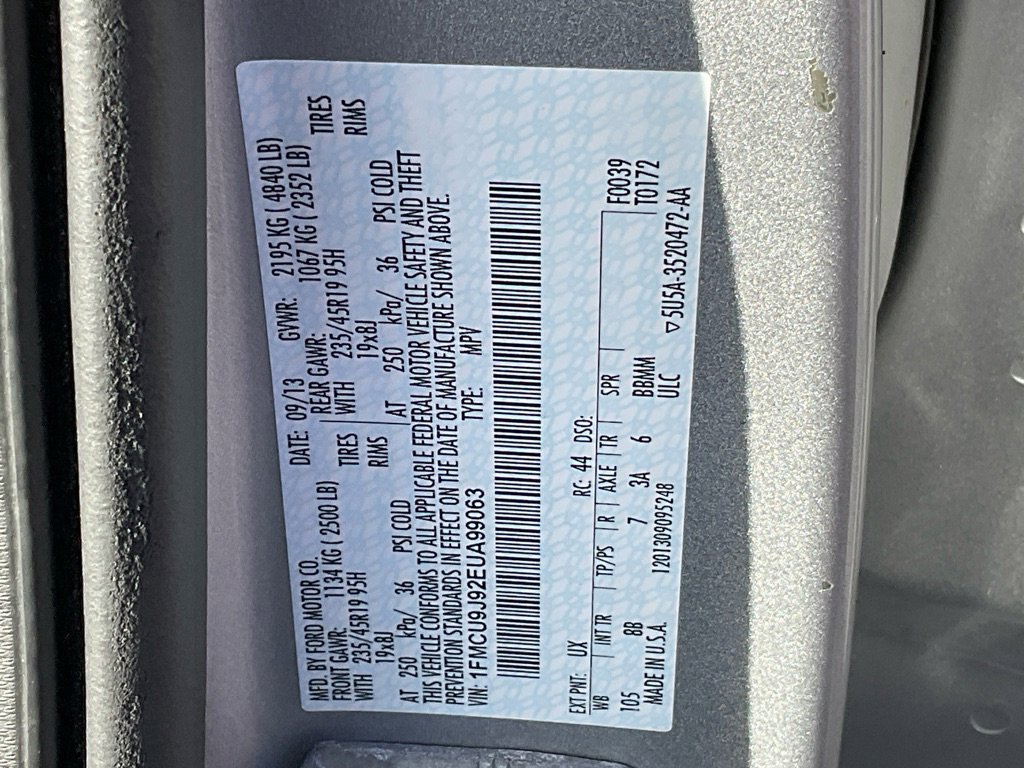 MFD. BY FORD MOTOR CO. DATE: 09/13 GVWR: 2195 KG ( 4840 LB)
FRONT GAWR: 1134 KG ( 2500 LB) REAR GAWR: 1067 KG ( 2352 LB)
WITH 235/45R19 95H TIRES WITH 235/45R19 95H TIRES
19x8J RIMS 19x8J RIMS
AT 250 kPa/ 36 PSI COLD AT 250 kPa/ 36 PSI COLD
THIS VEHICLE CONFORMS TO ALL APPLICABLE FEDERAL MOTOR VEHICLE SAFETY AND THEFT
PREVENTION STANDARDS IN EFFECT ON THE DATE OF MANUFACTURE SHOWN ABOVE.
VIN: 1FMCU9J92EUA99063 TYPE: MPV
EXT PNT: UX RC: 44 DSO:
WB INT TR TP/PS R AXLE TR SPR F0039
105 8B 7 3A 6 BBMM T0172
MADE IN U.S.A. 1201309095248 ULC ▽5U5A-3520472-AA